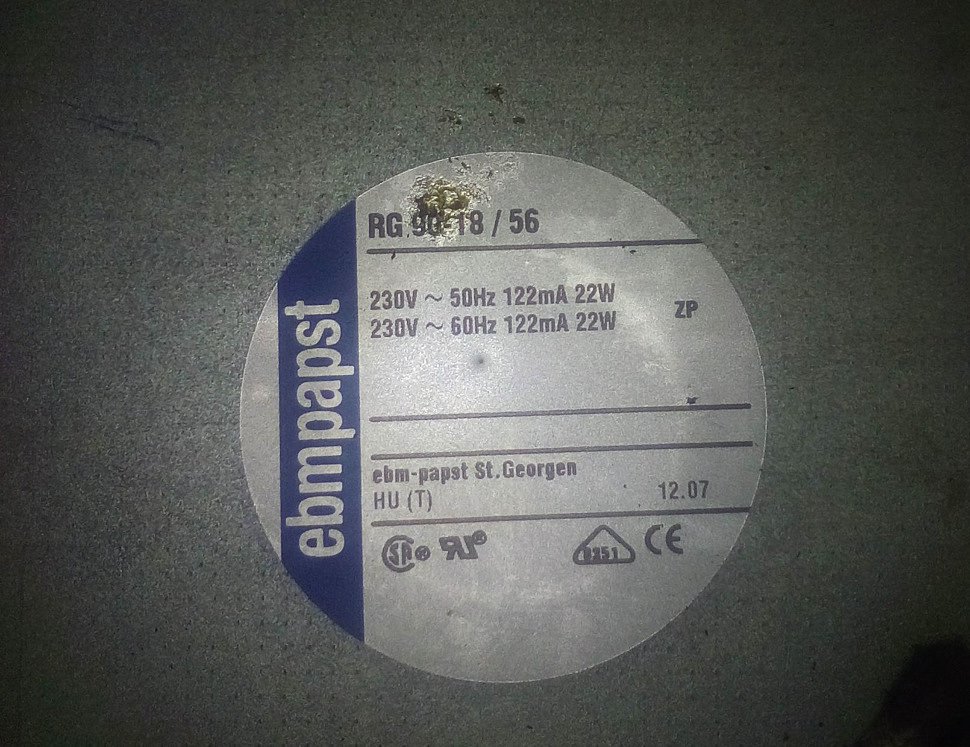 RG 90-18 / 56
230V ~ 50Hz 122mA 22W
230V ~ 60Hz 122mA 22W
ZP
ebmpapst
ebm-papst St.Georgen
HU (T)
12.07
CE